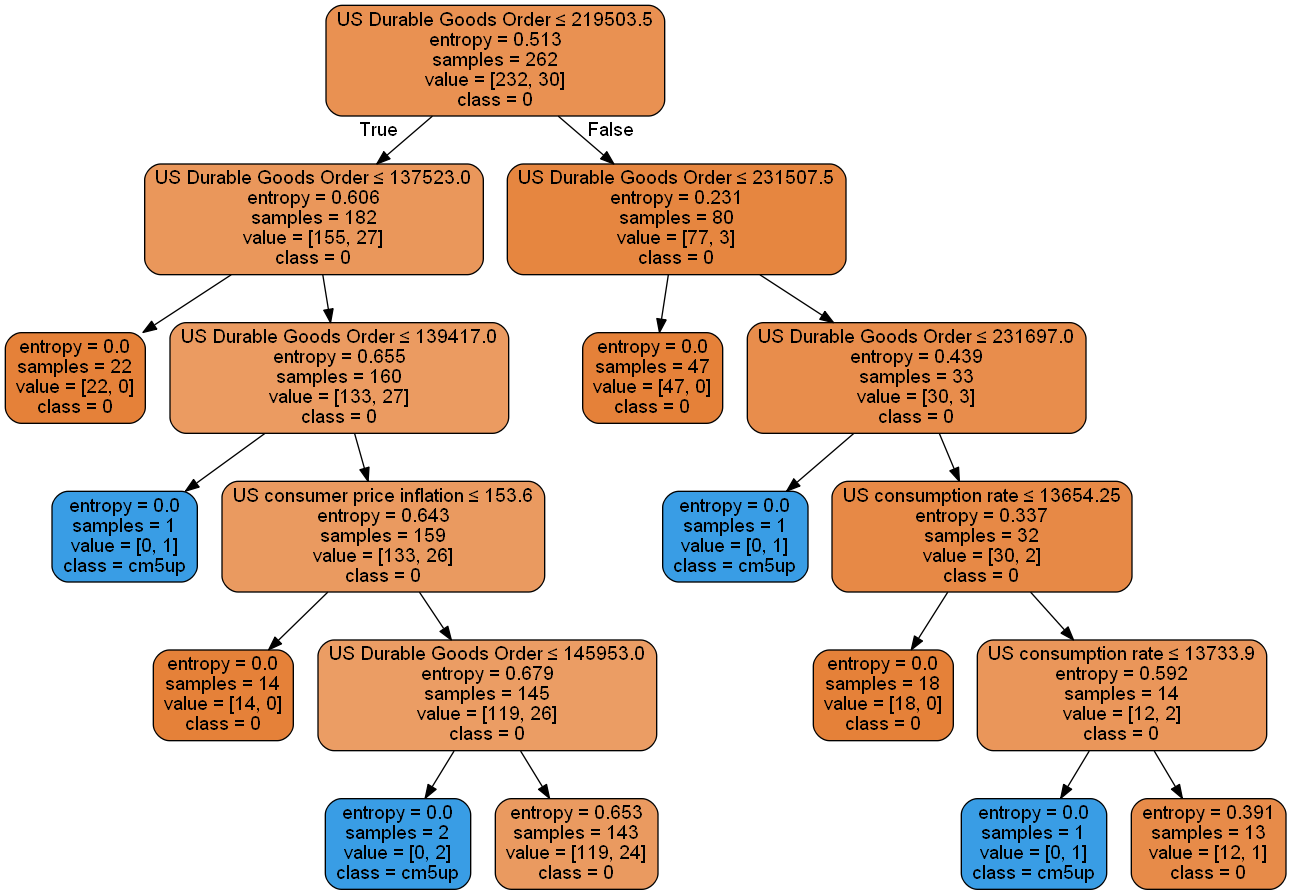 US Durable Goods Order ≤ 219503.5
entropy = 0.513
samples = 262
value = [232, 30]
class = 0
True
False
US Durable Goods Order ≤ 137523.0
entropy = 0.606
samples = 182
value = [155, 27]
class = 0
US Durable Goods Order ≤ 231507.5
entropy = 0.231
samples = 80
value = [77, 3]
class = 0
entropy = 0.0
samples = 22
value = [22, 0]
class = 0
US Durable Goods Order ≤ 139417.0
entropy = 0.655
samples = 160
value = [133, 27]
class = 0
entropy = 0.0
samples = 47
value = [47, 0]
class = 0
US Durable Goods Order ≤ 231697.0
entropy = 0.439
samples = 33
value = [30, 3]
class = 0
entropy = 0.0
samples = 1
value = [0, 1]
class = cm5up
US consumer price inflation ≤ 153.6
entropy = 0.643
samples = 159
value = [133, 26]
class = 0
entropy = 0.0
samples = 1
value = [0, 1]
class = cm5up
US consumption rate ≤ 13654.25
entropy = 0.337
samples = 32
value = [30, 2]
class = 0
entropy = 0.0
samples = 14
value = [14, 0]
class = 0
US Durable Goods Order ≤ 145953.0
entropy = 0.679
samples = 145
value = [119, 26]
class = 0
entropy = 0.0
samples = 18
value = [18, 0]
class = 0
US consumption rate ≤ 13733.9
entropy = 0.592
samples = 14
value = [12, 2]
class = 0
entropy = 0.0
samples = 2
value = [0, 2]
class = cm5up
entropy = 0.653
samples = 143
value = [119, 24]
class = 0
entropy = 0.0
samples = 1
value = [0, 1]
class = cm5up
entropy = 0.391
samples = 13
value = [12, 1]
class = 0